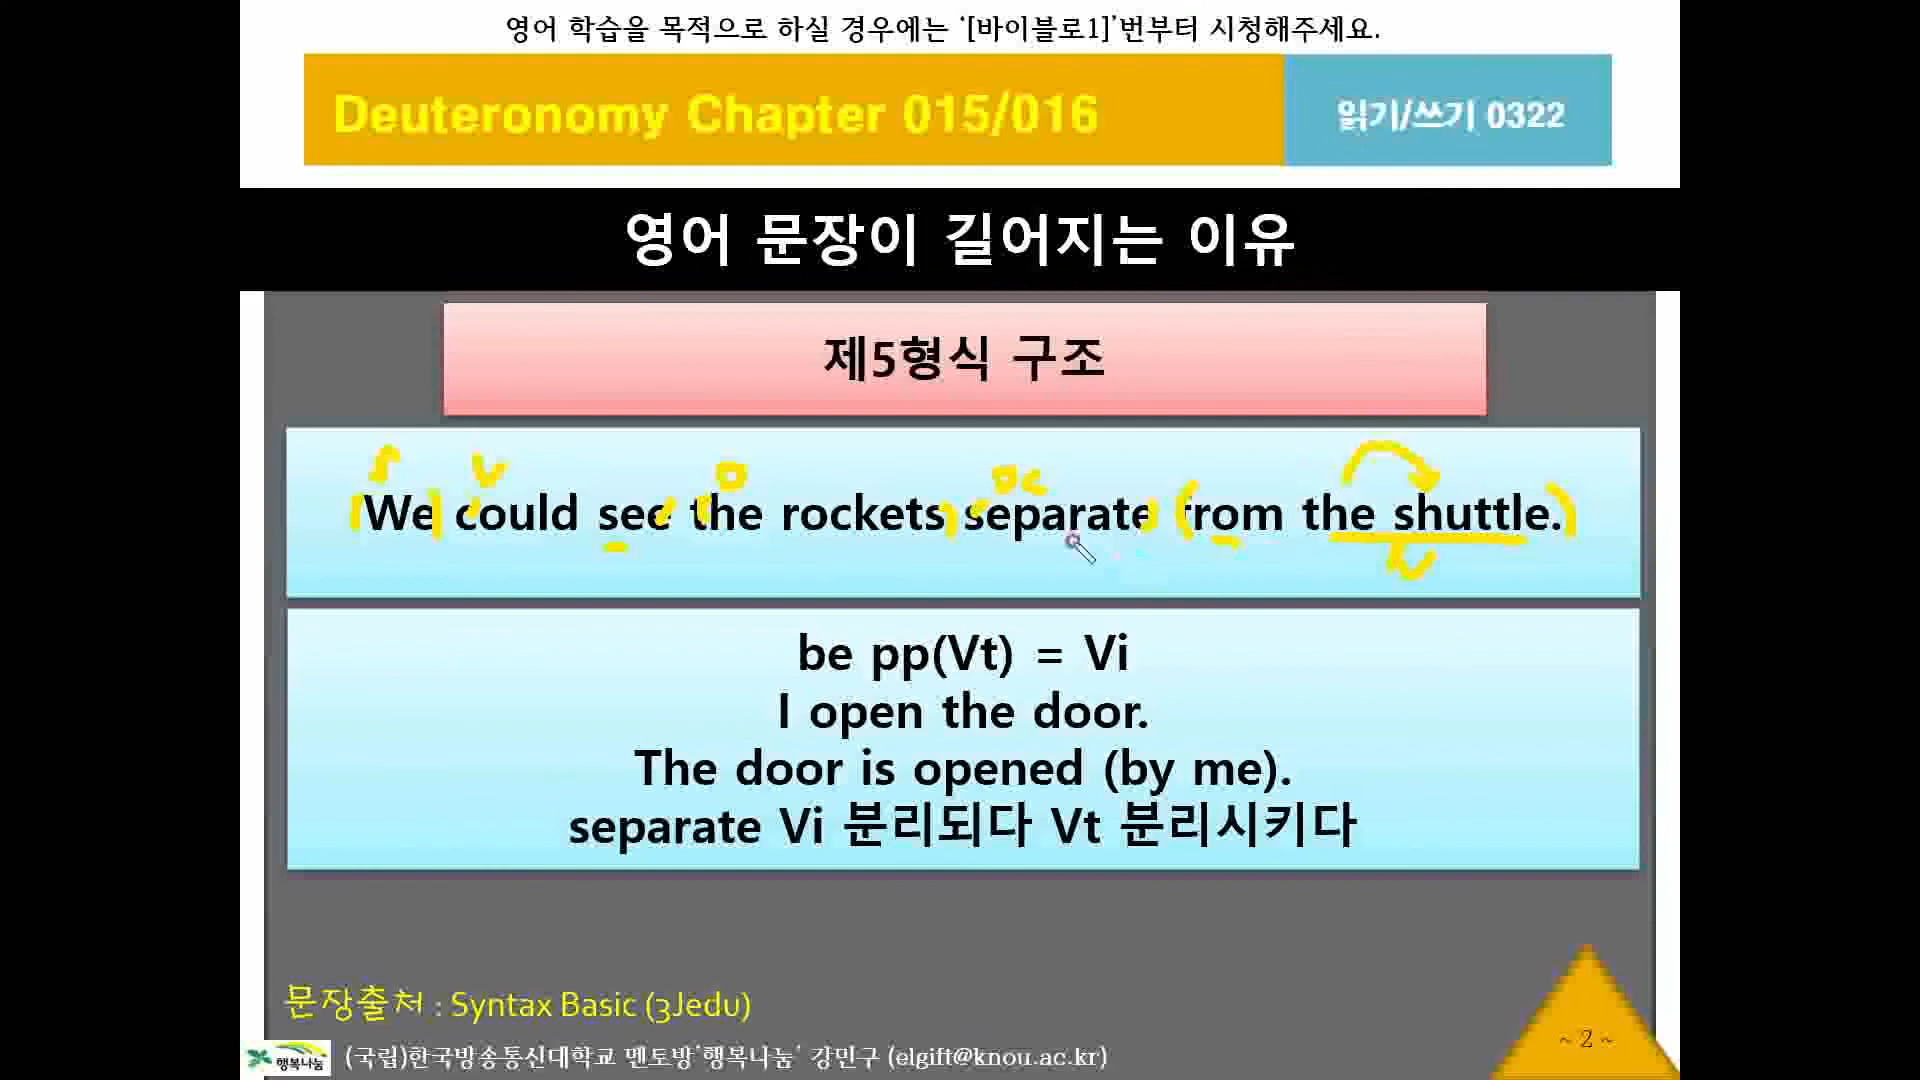 영어 학습을 목적으로 하실 경우에는 '[바이블로1]'번부터 시청해주세요.
Deuteronomy Chapter 015/016
읽기/쓰기 0322
영어 문장이 길어지는 이유
제5형식 구조
S V O OC
We could see the rockets separate from the shuttle.
be pp(Vt) = Vi
I open the door.
The door is opened (by me).
separate Vi 분리되다 Vt 분리시키다
문장출처 : Syntax Basic (3Jedu)
~ 2 ~
행복나눔 (국립)한국방송통신대학교 멘토방'행복나눔' 강민구 (elgift@knou.ac.kr)